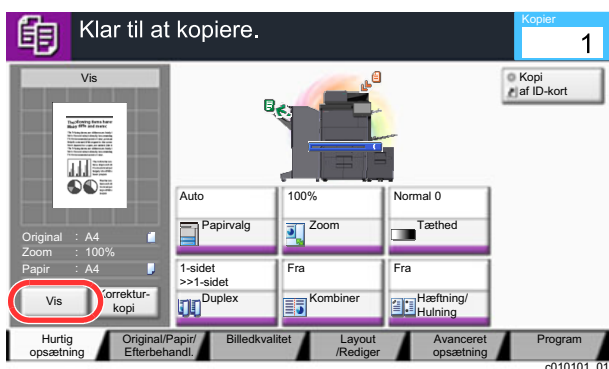 Klar til at kopiere.
Kopier
1
Vis
Original : A4
Zoom : 100%
Papir : A4
Vis
Korrektur-
kopi
Kopi
af ID-kort
Auto
Papirvalg
100%
Zoom
Normal 0
Tæthed
1-sidet
>>1-sidet
Duplex
Fra
Kombiner
Fra
Hæftning/
Hulning
Hurtig
opsætning
Original/Papir/
Efterbehandl.
Billedkvalitet
Layout
/Rediger
Avanceret
opsætning
Program
c010101_01